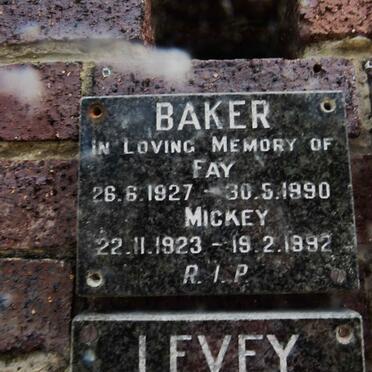 BAKER
IN LOVING MEMORY OF
FAY
26.6.1927 - 30.5.1990
MICKEY
22.11.1923 - 19.2.1992
R.I.P
LEVEY